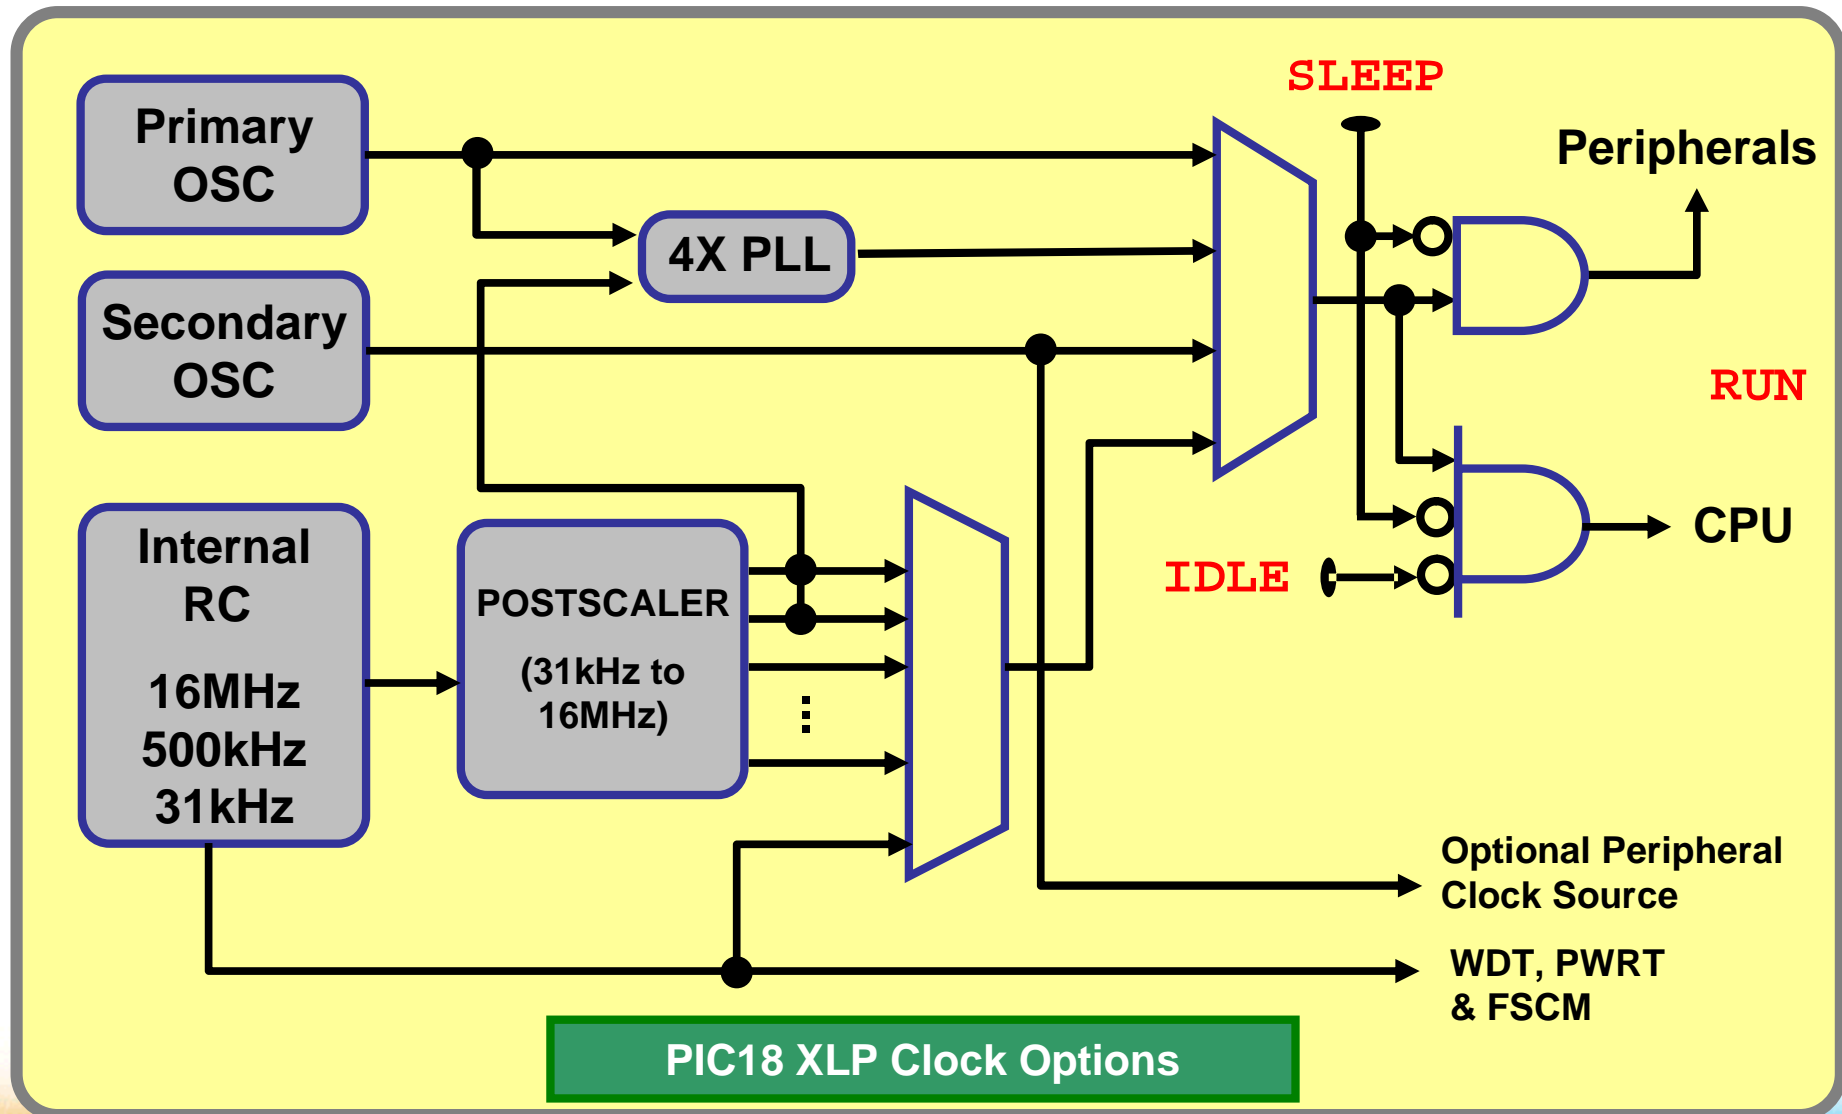 SLEEP
Primary
OSC
Peripherals
4X PLL
Secondary
OSC
RUN
Internal
RC
16MHz
500kHz
31kHz
POSTSCALER
(31kHz to
16MHz)
IDLE
CPU
Optional Peripheral
Clock Source
WDT, PWRT
& FSCM
PIC18 XLP Clock Options